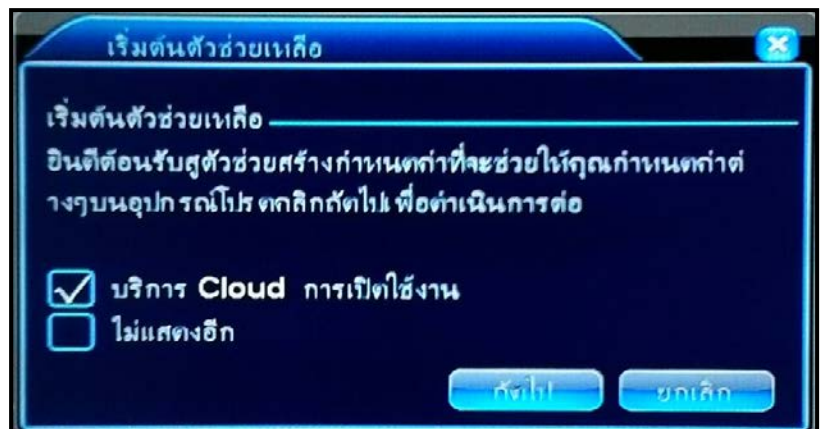 เริ่มต้นตัวช่วยเหลือ
เริ่มต้นตัวช่วยเหลือ
ยินดีต้อนรับสู่ตัวช่วยสร้างกำหนดค่าที่จะช่วยให้คุณกำหนดค่าต่
างๆบนอุปกรณ์โปรดคลิกถัดไปเพื่อดำเนินการต่อ
บริการ Cloud การเปิดใช้งาน
ไม่แสดงอีก
ถัดไป ยกเลิก